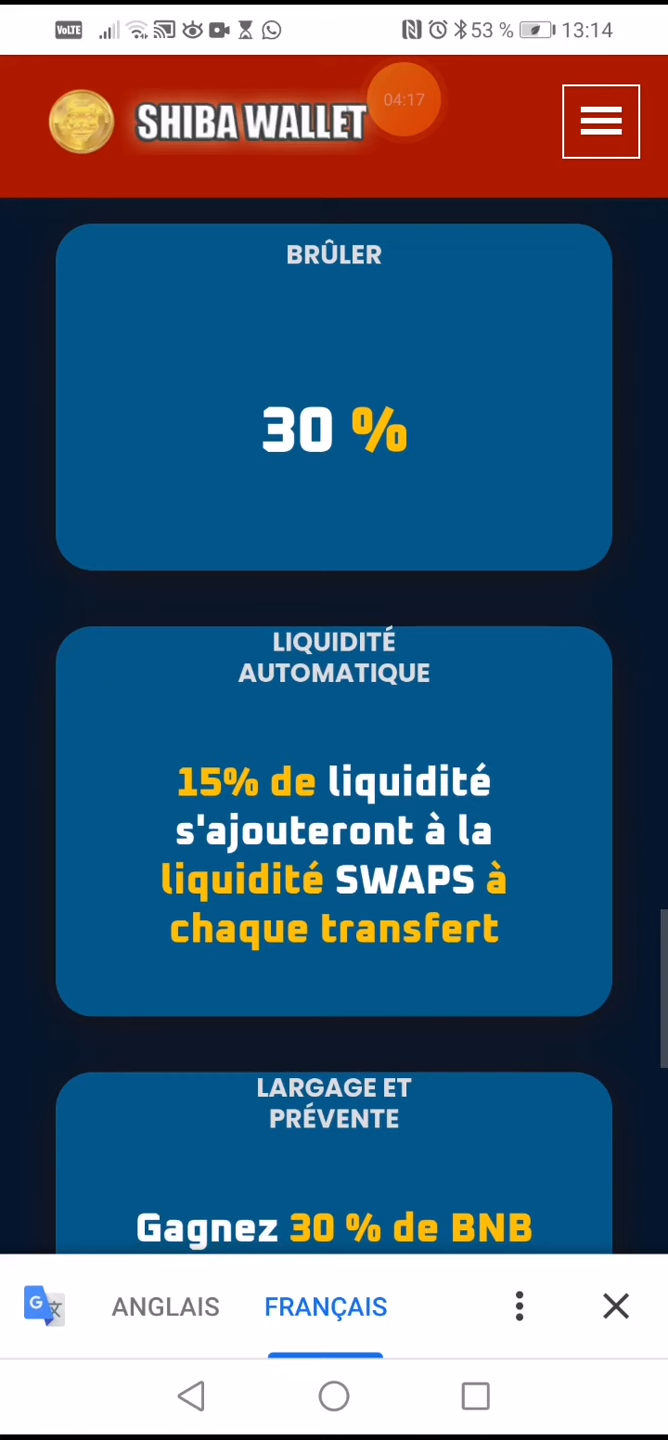 VoLTE 53 % 13:14
SHIBA WALLET 04:17
BRÛLER
30 %
LIQUIDITÉ
AUTOMATIQUE
15% de liquidité
s'ajouteront à la
liquidité SWAPS à
chaque transfert
LARGAGE ET
PRÉVENTE
Gagnez 30 % de BNB
G 文 ANGLAIS FRANÇAIS